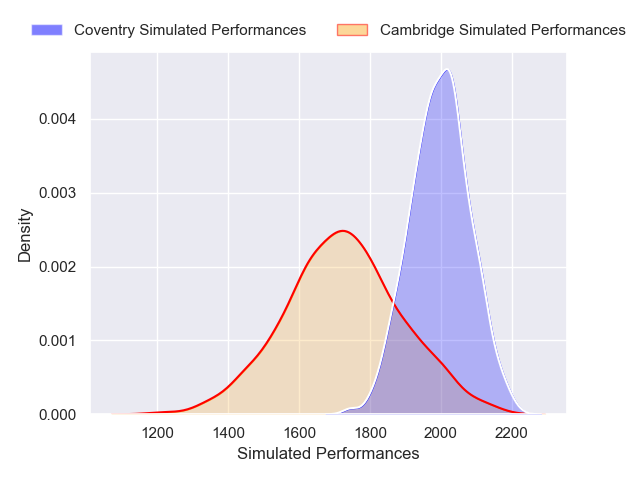 Coventry Simulated Performances Cambridge Simulated Performances
0.004
0.003
0.002
0.001
0.000
Density
1200 1400 1600 1800 2000 2200
Simulated Performances